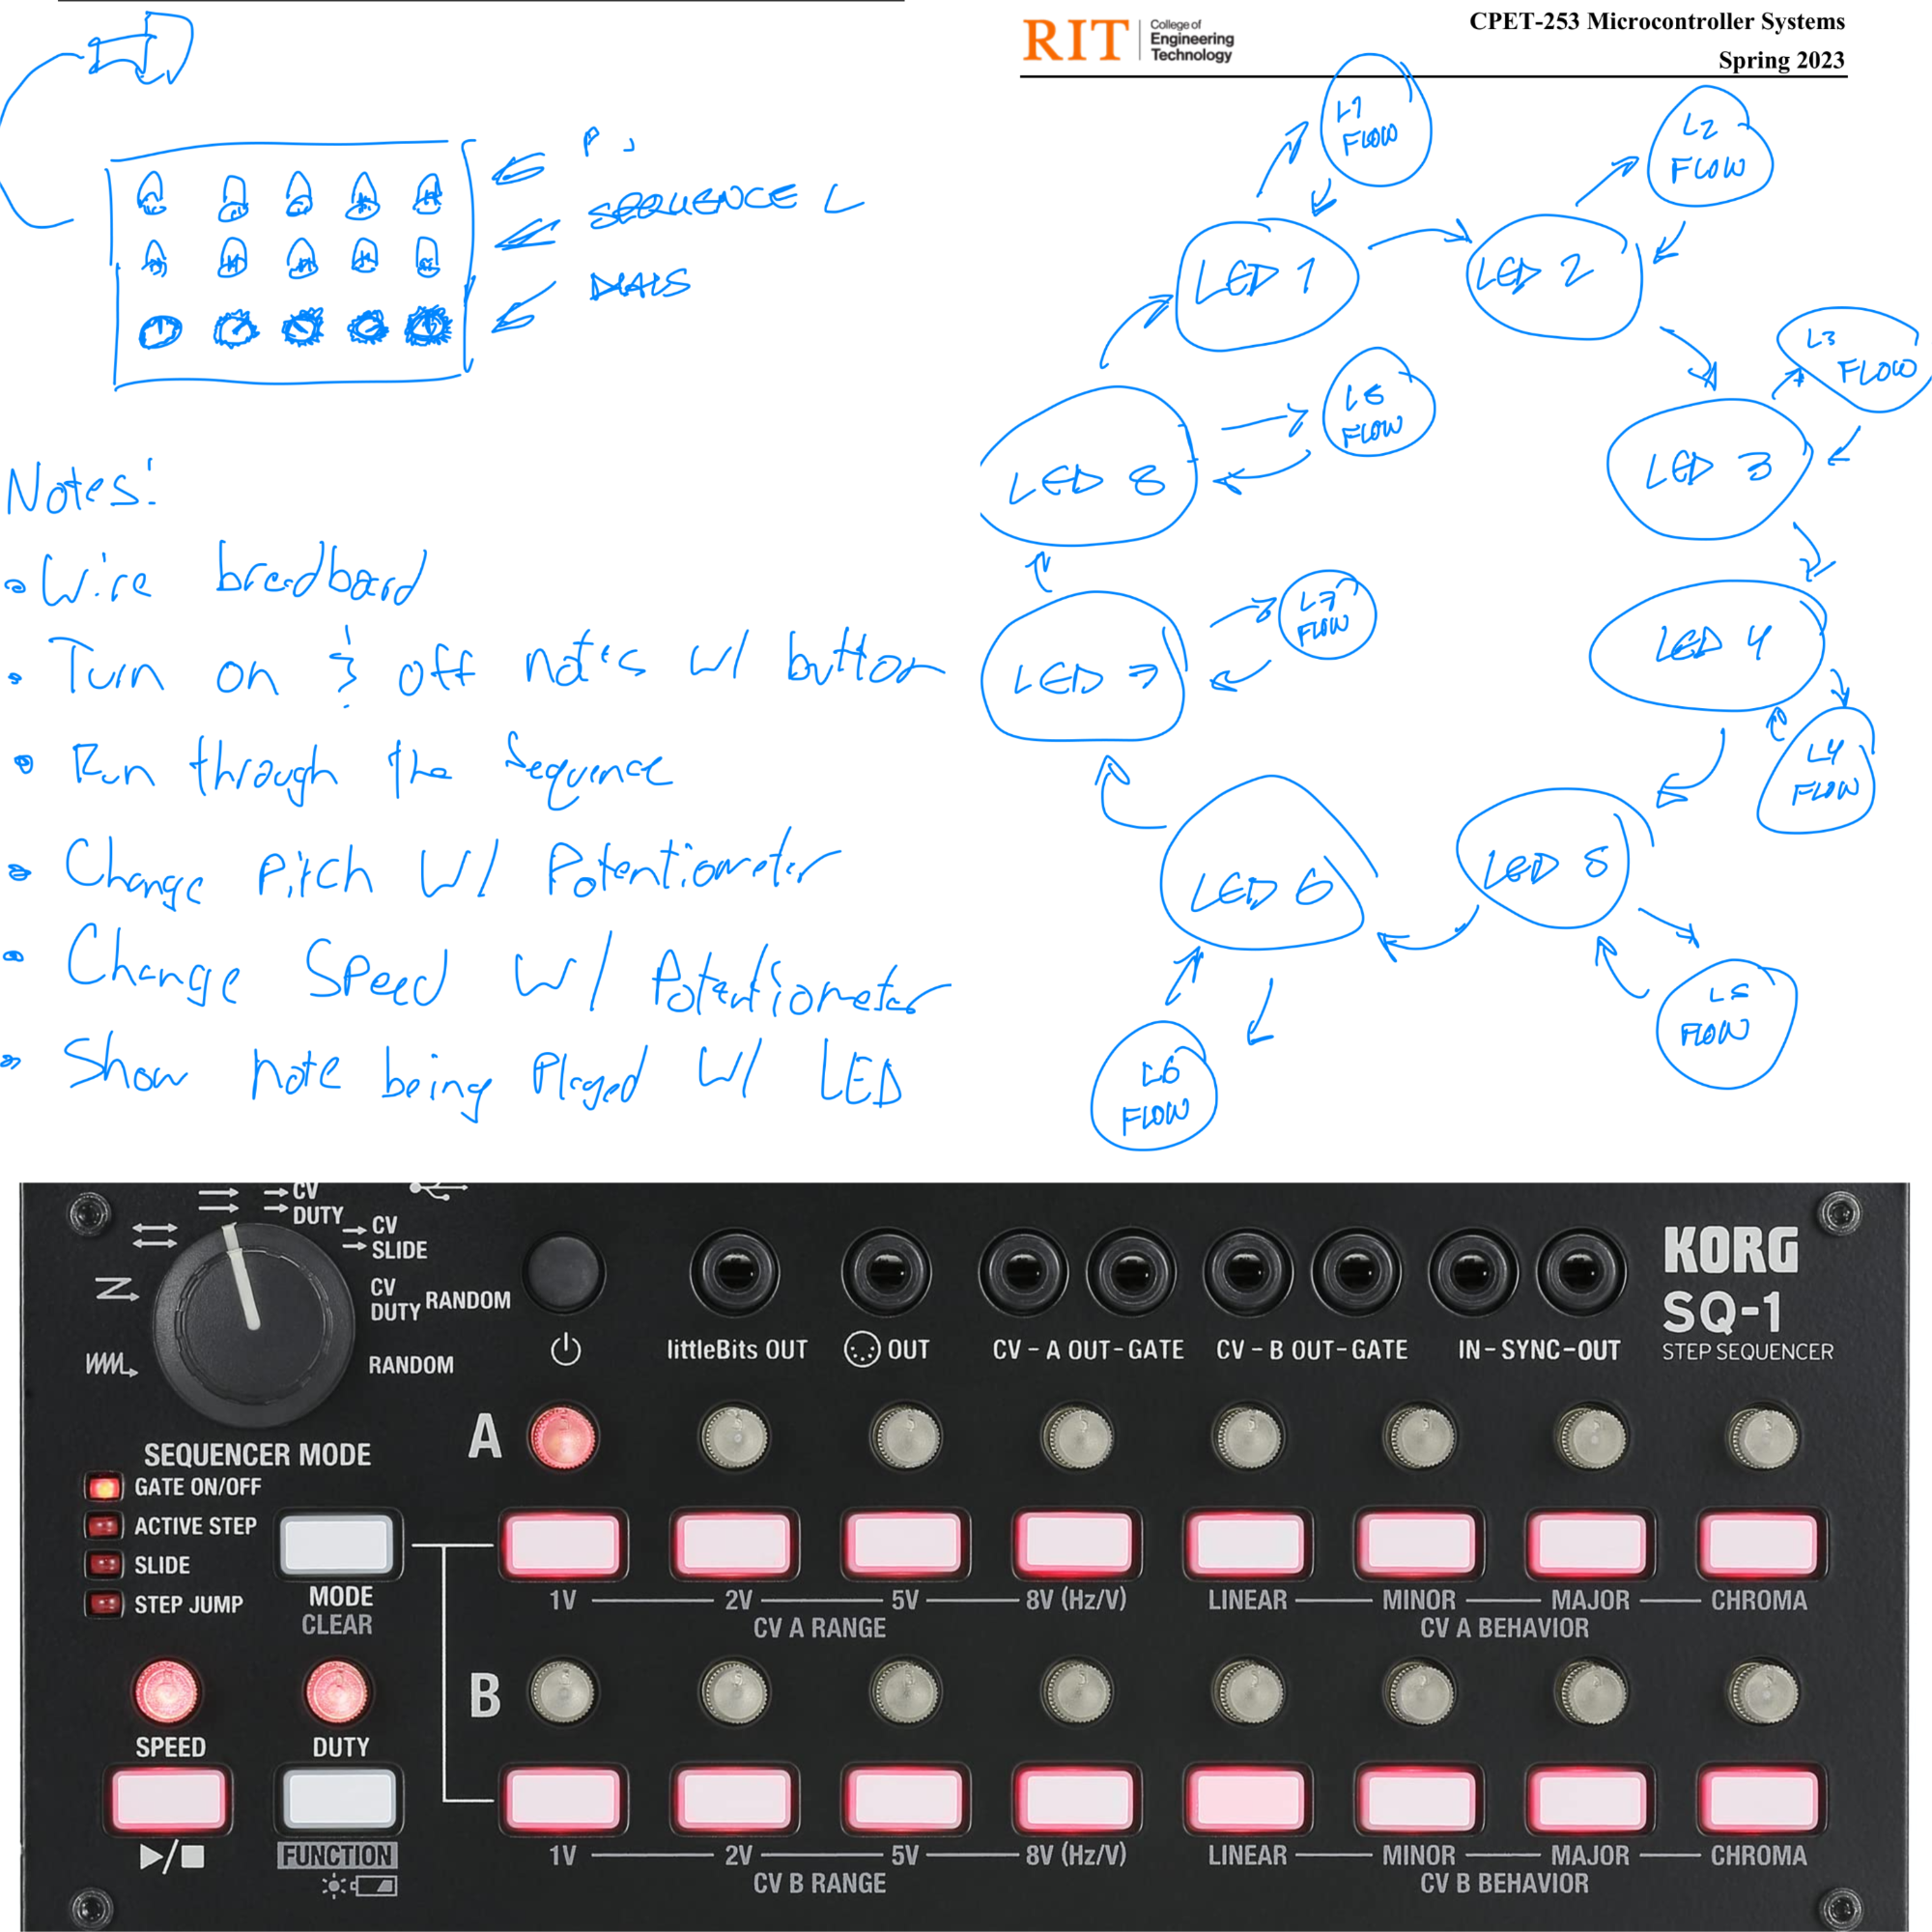 RIT
College of
Engineering
Technology
CPET-253 Microcontroller Systems
Spring 2023
SEQUENCE L
DIALS
Notes:
Wire breadboard
Turn on & off notes w/ button
Run through the Sequence
Change Pitch W/ Potentiometer
Change Speed W/ Potentiometer
Show note being Played W/ LED
L1
FLOW
L2
FLOW
LED 1
LED 2
L3
FLOW
L8
FLOW
LED 8
LED 3
L7
FLOW
LED 7
LED 4
L4
FLOW
LED 6
LED 5
L5
FLOW
L6
FLOW
CV
DUTY
CV
SLIDE
CV
DUTY RANDOM
RANDOM
SEQUENCER MODE
littleBits OUT
OUT
CV - A OUT - GATE
CV - B OUT - GATE
IN - SYNC - OUT
KORG
SQ-1
STEP SEQUENCER
A
GATE ON/OFF
ACTIVE STEP
SLIDE
STEP JUMP
MODE
CLEAR
1V 2V 5V 8V (Hz/V) LINEAR MINOR MAJOR CHROMA
CV A RANGE
CV A BEHAVIOR
B
SPEED
DUTY
FUNCTION
1V 2V 5V 8V (Hz/V) LINEAR MINOR MAJOR CHROMA
CV B RANGE
CV B BEHAVIOR